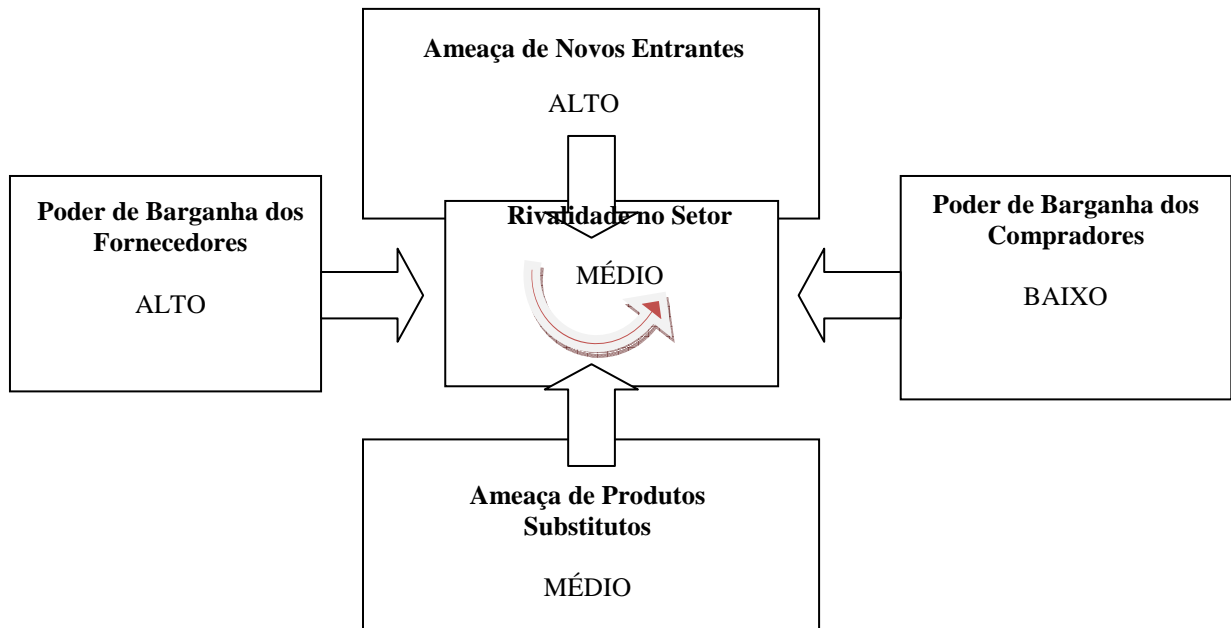 Ameaça de Novos Entrantes
ALTO
Poder de Barganha dos
Fornecedores
ALTO
Rivalidade no Setor
MÉDIO
Poder de Barganha dos
Compradores
BAIXO
Ameaça de Produtos
Substitutos
MÉDIO